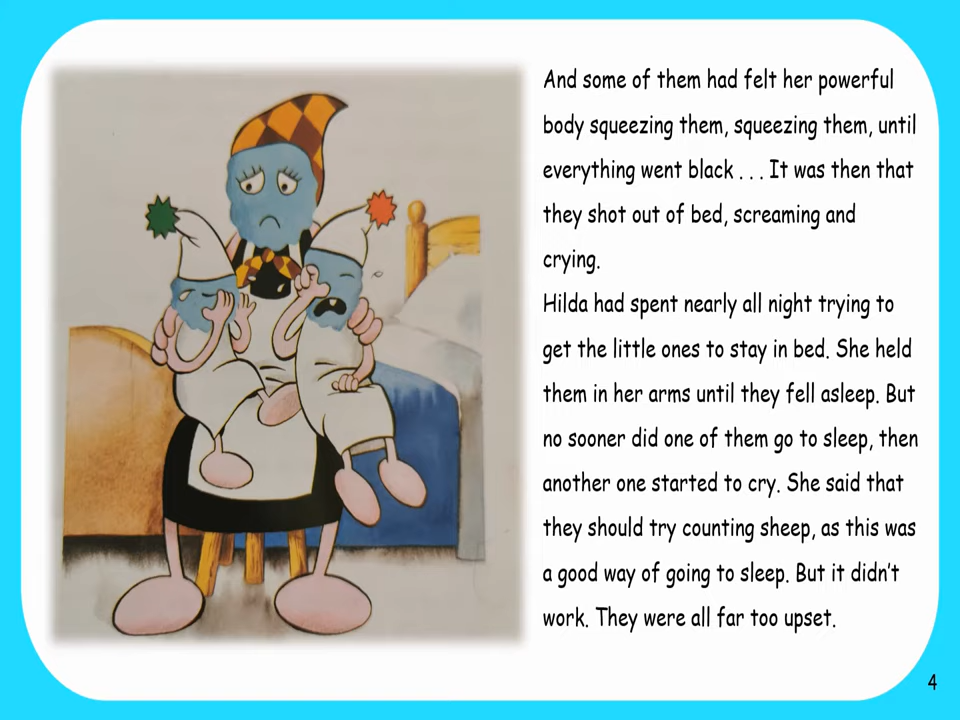 And some of them had felt her powerful
body squeezing them, squeezing them, until
everything went black . . . It was then that
they shot out of bed, screaming and
crying.
Hilda had spent nearly all night trying to
get the little ones to stay in bed. She held
them in her arms until they fell asleep. But
no sooner did one of them go to sleep, then
another one started to cry. She said that
they should try counting sheep, as this was
a good way of going to sleep. But it didn't
work. They were all far too upset.
4